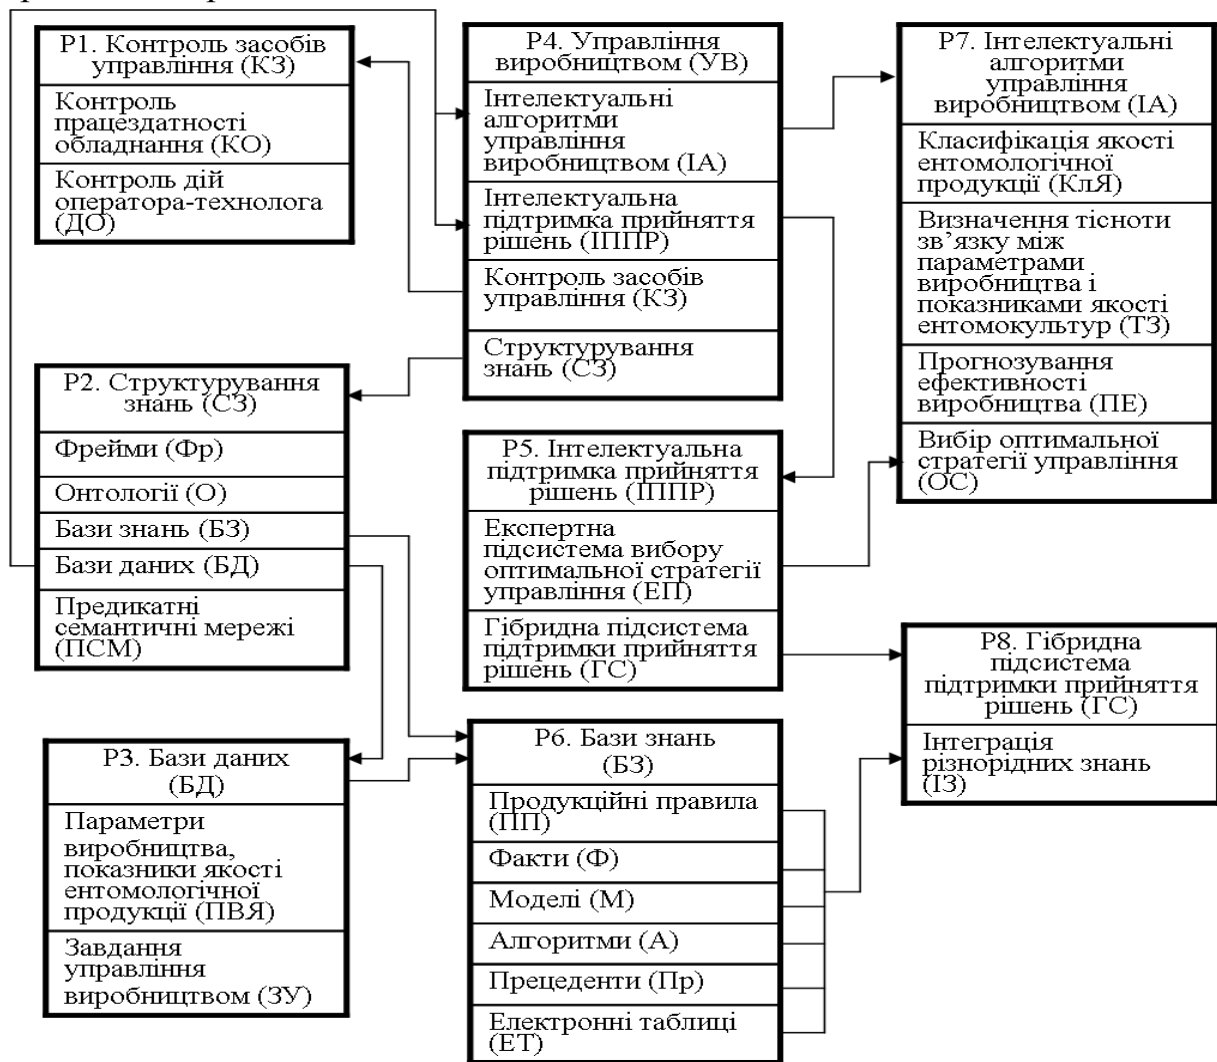 Р1. Контроль засобів
управління (КЗ)
Контроль
працездатності
обладнання (КО)
Контроль дій
оператора-технолога
(ДО)
Р2. Структурування
знань (СЗ)
Фрейми (Фр)
Онтології (О)
Бази знань (БЗ)
Бази даних (БД)
Предикатні
семантичні мережі
(ПСМ)
Р3. Бази даних
(БД)
Параметри
виробництва,
показники якості
ентомологічної
продукції (ПВЯ)
Завдання
управління
виробництвом (ЗУ)
Р4. Управління
виробництвом (УВ)
Інтелектуальні
алгоритми
управління
виробництвом (ІА)
Інтелектуальна
підтримка прийняття
рішень (ІППР)
Контроль засобів
управління (КЗ)
Структурування
знань (СЗ)
Р5. Інтелектуальна
підтримка прийняття
рішень (ІППР)
Експертна
підсистема вибору
оптимальної стратегії
управління (ЕП)
Гібридна підсистема
підтримки прийняття
рішень (ГС)
Р6. Бази знань
(БЗ)
Продукційні правила
(ПП)
Факти (Ф)
Моделі (М)
Алгоритми (А)
Прецеденти (Пр)
Електронні таблиці
(ЕТ)
Р7. Інтелектуальні
алгоритми
управління
виробництвом (ІА)
Класифікація якості
ентомологічної
продукції (КлЯ)
Визначення тісноти
зв’язку між
параметрами
виробництва і
показниками якості
ентомокультур (ТЗ)
Прогнозування
ефективності
виробництва (ПЕ)
Вибір оптимальної
стратегії управління
(ОС)
Р8. Гібридна
підсистема
підтримки прийняття
рішень (ГС)
Інтеграція
різнорідних знань
(ІЗ)